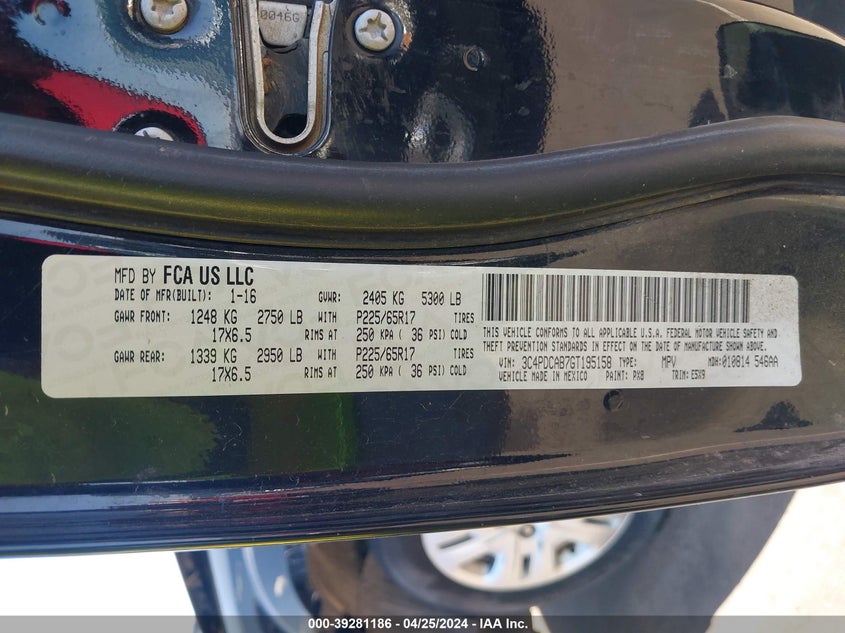 0046G
MFD BY FCA US LLC
DATE OF MFR(BUILT): 1-16 GVWR: 2405 KG 5300 LB
GAWR FRONT: 1248 KG 2750 LB WITH P225/65R17 TIRES
17X6.5 RIMS AT 250 KPA ( 36 PSI) COLD
GAWR REAR: 1339 KG 2950 LB WITH P225/65R17 TIRES
17X6.5 RIMS AT 250 KPA ( 36 PSI) COLD
THIS VEHICLE CONFORMS TO ALL APPLICABLE U.S.A. FEDERAL MOTOR VEHICLE SAFETY AND
THEFT PREVENTION STANDARDS IN EFFECT ON THE DATE OF MANUFACTURE SHOWN ABOVE.
VIN: 3C4PDCAB7GT195158 TYPE: MPV MDH: 010814 546AA
VEHICLE MADE IN MEXICO PAINT: PX8 TRIM: E5X9
000-39281186 - 04/25/2024 - IAA Inc.